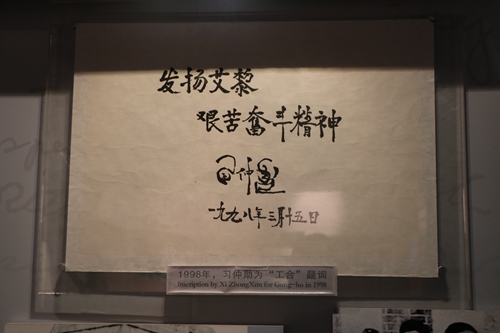 发扬艾黎
艰苦奋斗精神
习仲勋
一九九八年三月十五日
1998年，习仲勋为“工合”题词
Inscription by Xi ZhongXun for Gung-ho in 1998